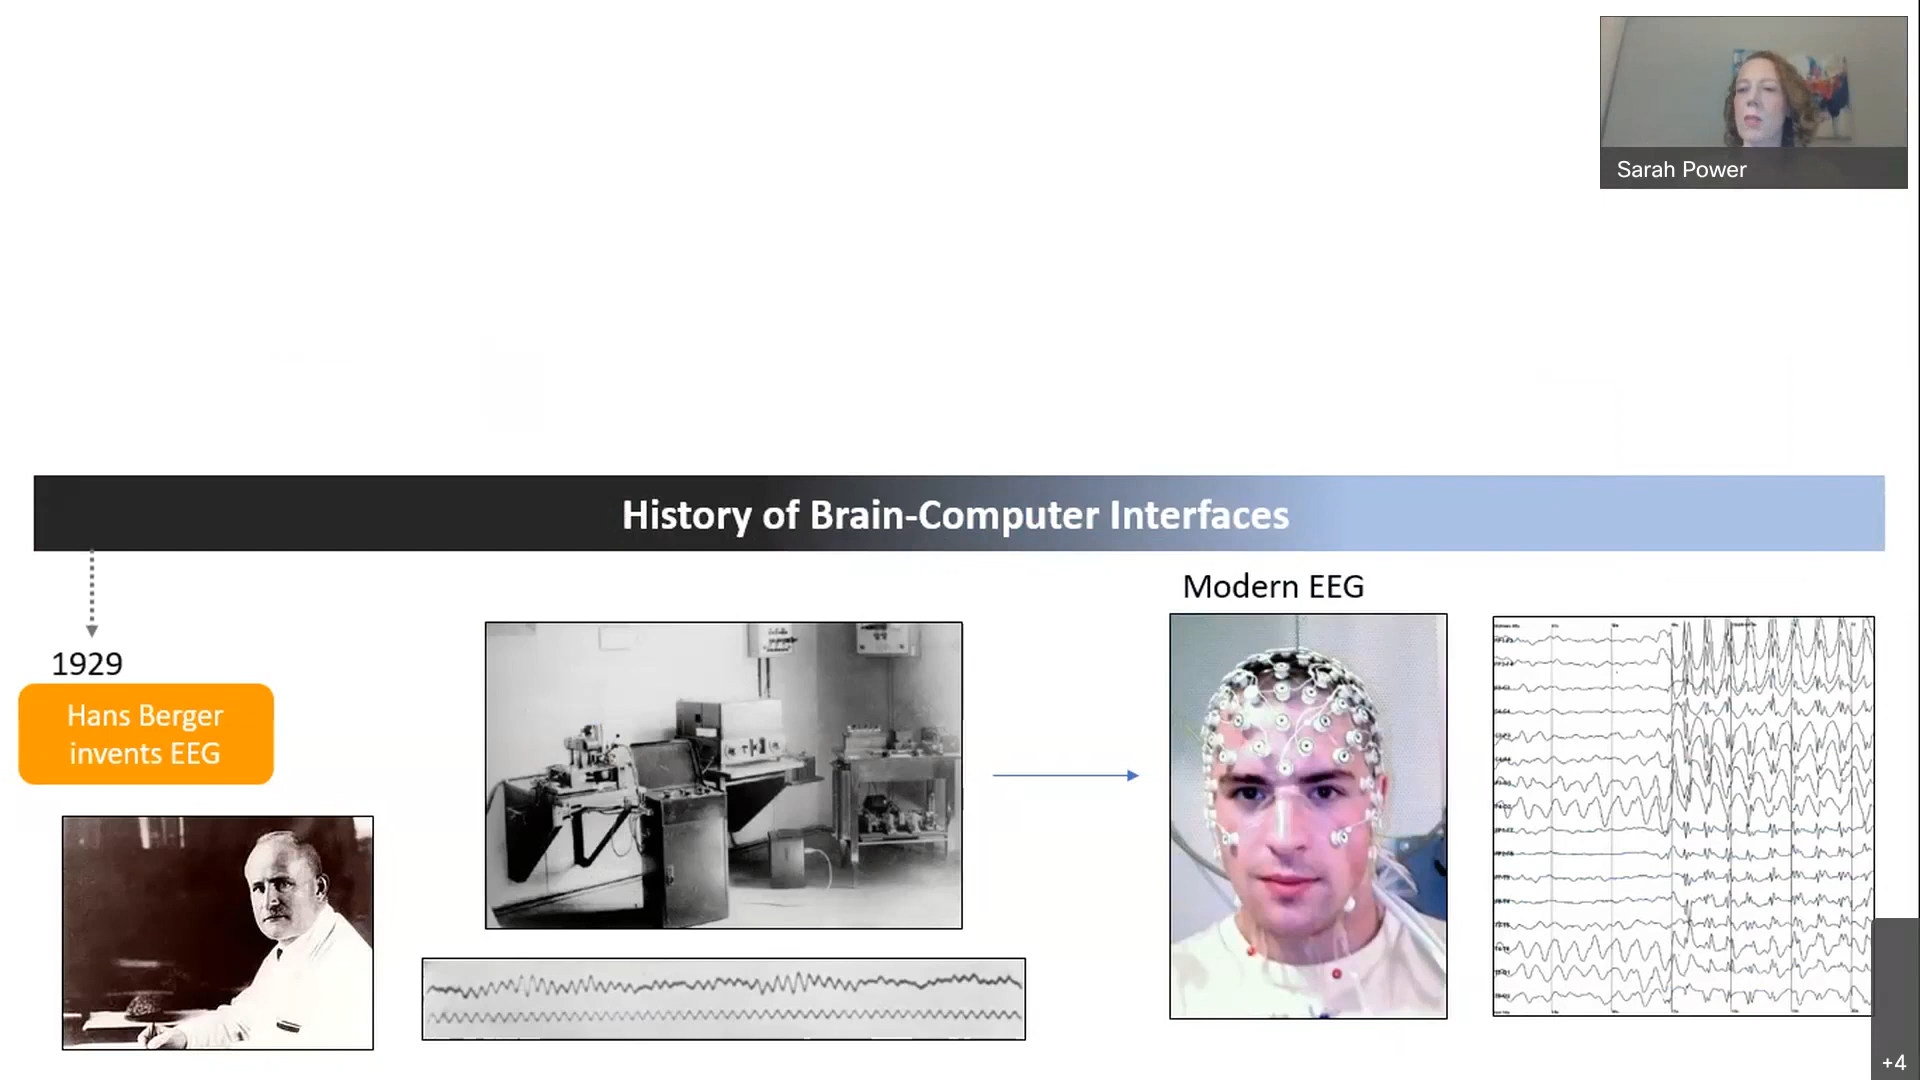 Sarah Power
History of Brain-Computer Interfaces
Modern EEG
1929
Hans Berger
invents EEG
+4